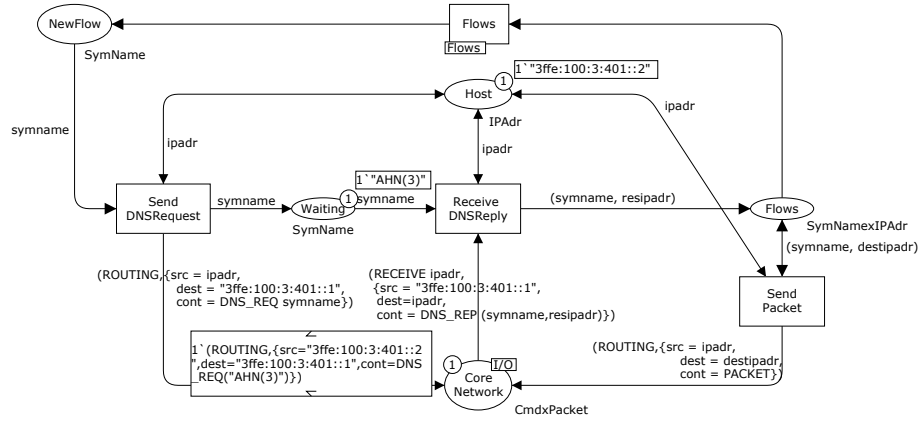 NewFlow
SymName
Flows
Flows
1`"3ffe:100:3:401::2"
1
Host
IPAdr
ipadr
symname
ipadr
ipadr
1`"AHN(3)"
1
Send
DNSRequest
symname
Waiting
symname
SymName
Receive
DNSReply
(symname, resipadr)
Flows
SymNamexIPAdr
(symname, destipadr)
(ROUTING,{src = ipadr,
dest = "3ffe:100:3:401::1",
cont = DNS_REQ symname})
(RECEIVE ipadr,
{src = "3ffe:100:3:401::1",
dest=ipadr,
cont = DNS_REP (symname,resipadr)})
Send
Packet
1`(ROUTING,{src="3ffe:100:3:401::2
",dest="3ffe:100:3:401::1",cont=DNS
_REQ("AHN(3)")})
1
I/O
Core
Network
CmdxPacket
(ROUTING,{src = ipadr,
dest = destipadr,
cont = PACKET})